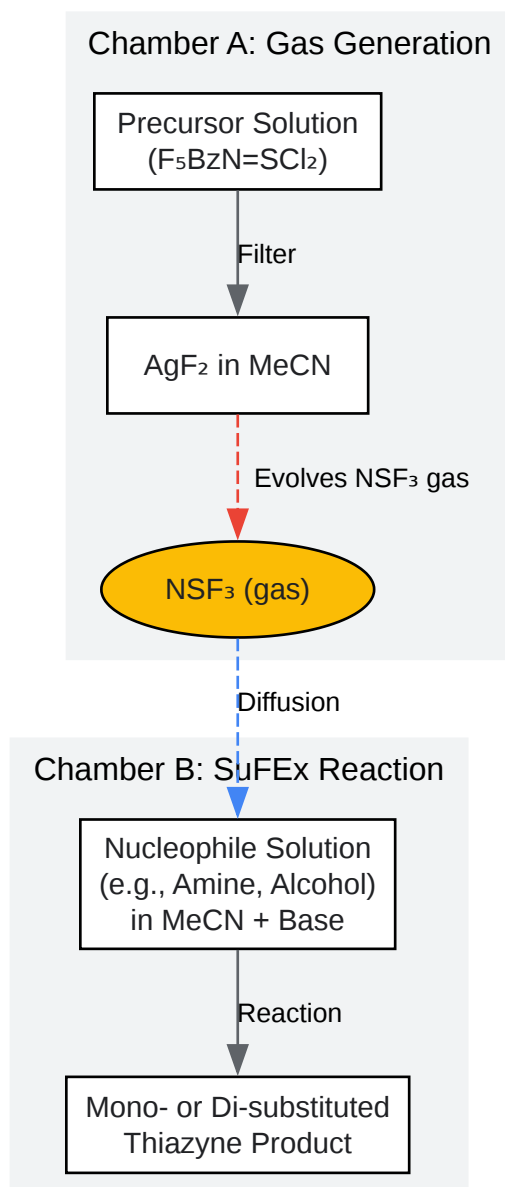 Chamber A: Gas Generation
Precursor Solution
(F₅BzN=SCl₂)
Filter
AgF₂ in MeCN
Evolves NSF₃ gas
NSF₃ (gas)
Diffusion
Chamber B: SuFEx Reaction
Nucleophile Solution
(e.g., Amine, Alcohol)
in MeCN + Base
Reaction
Mono- or Di-substituted
Thiazyne Product